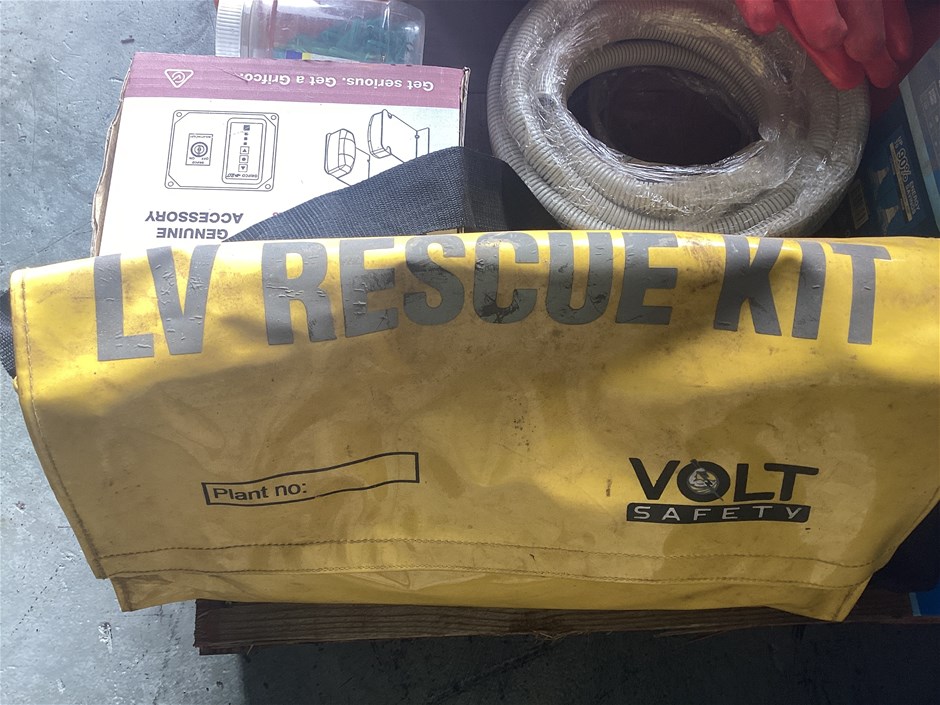 Get serious. Get a Grifco.
GENUINE
ACCESSORY
LV RESCUE KIT
Plant no:
VOLT
SAFETY